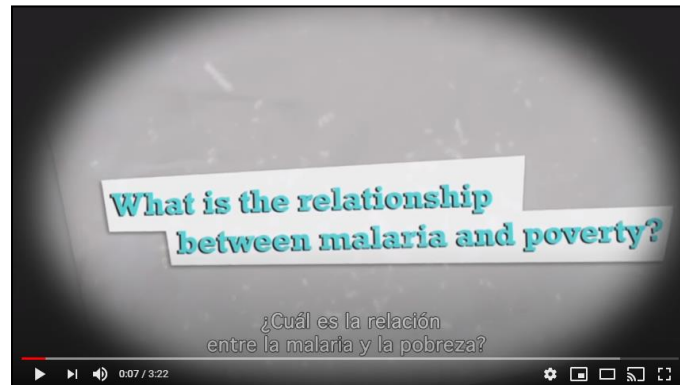 What is the relationship
between malaria and poverty?
¿Cuál es la relación
entre la malaria y la pobreza?
0:07 / 3:22